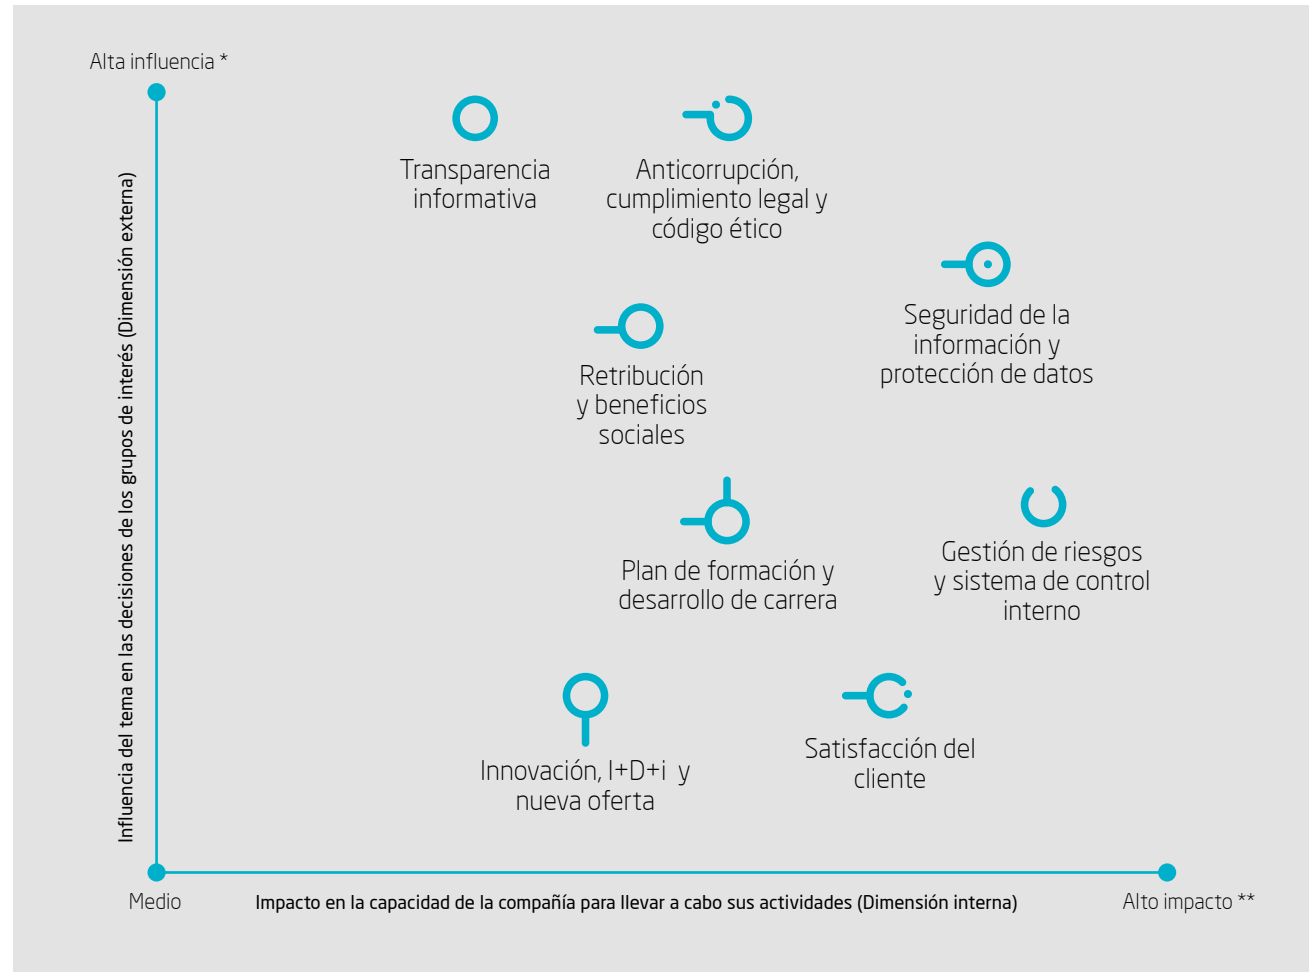 Alta influencia *
Influencia del tema en las decisiones de los grupos de interés (Dimensión externa)
Transparencia
informativa
Anticorrupción,
cumplimiento legal y
código ético
Seguridad de la
información y
protección de datos
Retribución
y beneficios
sociales
Plan de formación y
desarrollo de carrera
Gestión de riesgos
y sistema de control
interno
Innovación, I+D+i y
nueva oferta
Satisfacción del
cliente
Medio
Impacto en la capacidad de la compañía para llevar a cabo sus actividades (Dimensión interna)
Alto impacto **